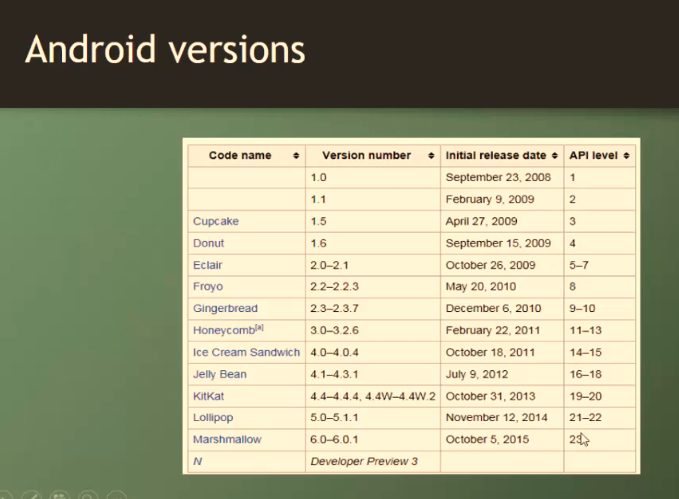 Android versions
Code name Version number Initial release date API level
1.0 September 23, 2008 1
1.1 February 9, 2009 2
Cupcake 1.5 April 27, 2009 3
Donut 1.6 September 15, 2009 4
Eclair 2.0–2.1 October 26, 2009 5–7
Froyo 2.2–2.2.3 May 20, 2010 8
Gingerbread 2.3–2.3.7 December 6, 2010 9–10
Honeycomb[a] 3.0–3.2.6 February 22, 2011 11–13
Ice Cream Sandwich 4.0–4.0.4 October 18, 2011 14–15
Jelly Bean 4.1–4.3.1 July 9, 2012 16–18
KitKat 4.4–4.4.4, 4.4W–4.4W.2 October 31, 2013 19–20
Lollipop 5.0–5.1.1 November 12, 2014 21–22
Marshmallow 6.0–6.0.1 October 5, 2015 23
N Developer Preview 3